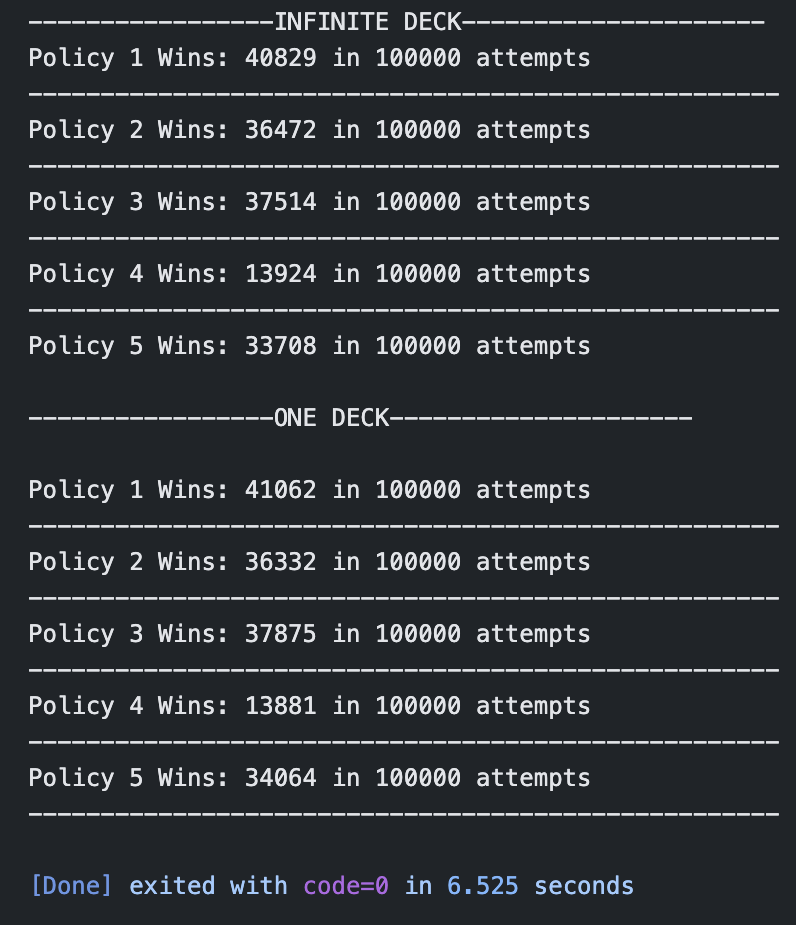 -----------------INFINITE DECK---------------------
Policy 1 Wins: 40829 in 100000 attempts
----------------------------------------------------
Policy 2 Wins: 36472 in 100000 attempts
----------------------------------------------------
Policy 3 Wins: 37514 in 100000 attempts
----------------------------------------------------
Policy 4 Wins: 13924 in 100000 attempts
----------------------------------------------------
Policy 5 Wins: 33708 in 100000 attempts
-----------------ONE DECK---------------------
Policy 1 Wins: 41062 in 100000 attempts
----------------------------------------------------
Policy 2 Wins: 36332 in 100000 attempts
----------------------------------------------------
Policy 3 Wins: 37875 in 100000 attempts
----------------------------------------------------
Policy 4 Wins: 13881 in 100000 attempts
----------------------------------------------------
Policy 5 Wins: 34064 in 100000 attempts
----------------------------------------------------
[Done] exited with code=0 in 6.525 seconds